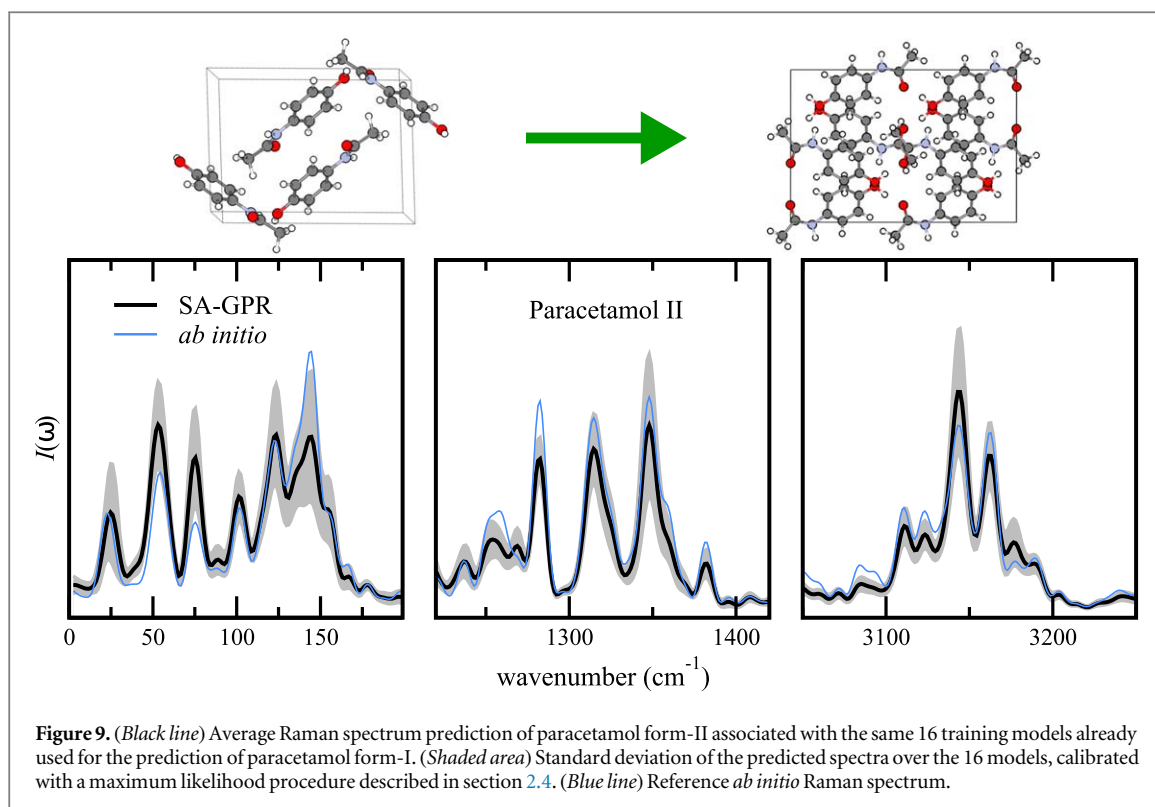 SA-GPR
ab initio
Paracetamol II
I(ω)
0 50 100 150
1300 1400
3100 3200
wavenumber (cm⁻¹)
Figure 9. (Black line) Average Raman spectrum prediction of paracetamol form-II associated with the same 16 training models already
used for the prediction of paracetamol form-I. (Shaded area) Standard deviation of the predicted spectra over the 16 models, calibrated
with a maximum likelihood procedure described in section 2.4. (Blue line) Reference ab initio Raman spectrum.